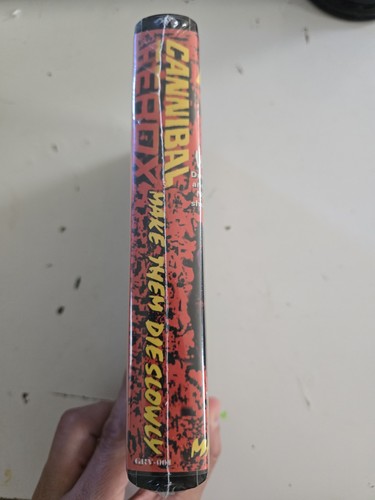 CANNIBAL
FEROX
MAKE THEM DIE SLOWLY